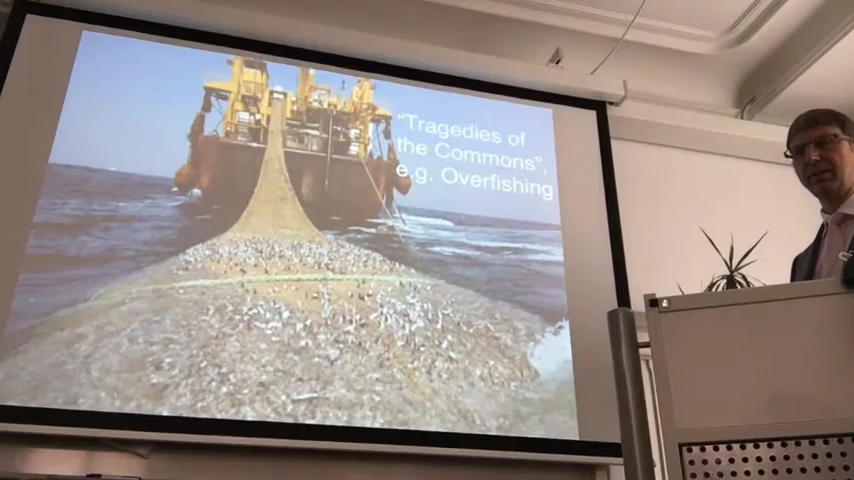 "Tragedies of
the Commons",
e.g. Overfishing